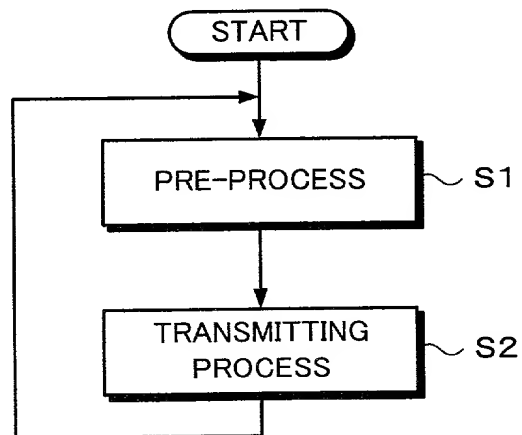 START
PRE-PROCESS
S1
TRANSMITTING
PROCESS
S2